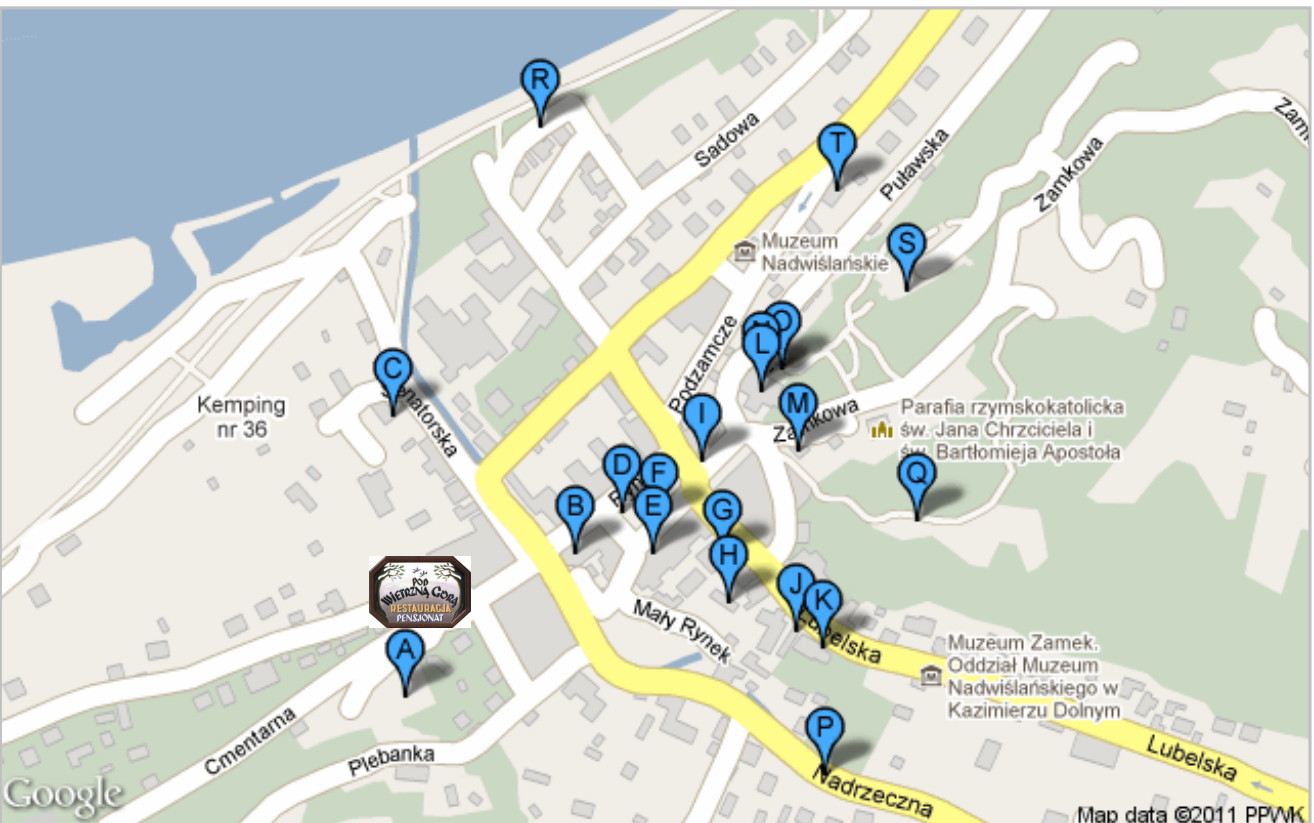 R
Sadowa
T
Puławska
Zamkowa
Zam
Muzeum
Nadwiślańskie
S
Podzamcze
O
L
C
Senatorska
Kemping
nr 36
I
M
Zamkowa
Parafia rzymskokatolicka
św. Jana Chrzciciela i
św. Bartłomieja Apostoła
D
F
B
E
G
Q
H
POD
WIETRZNĄ GÓRĄ
RESTAURACJA
PENSJONAT
J
K
Lubelska
Mały Rynek
A
Muzeum Zamek.
Oddział Muzeum
Nadwiślańskiego w
Kazimierzu Dolnym
Cmentarna
Plebanka
P
Nadrzeczna
Lubelska
Google
Map data ©2011 PPWK